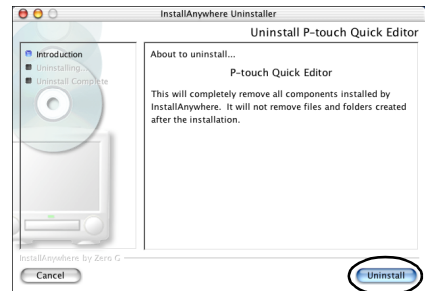 InstallAnywhere Uninstaller
Uninstall P-touch Quick Editor
Introduction
Uninstalling...
Uninstall Complete
About to uninstall...
P-touch Quick Editor
This will completely remove all components installed by
InstallAnywhere. It will not remove files and folders created
after the installation.
InstallAnywhere by Zero G
Cancel
Uninstall